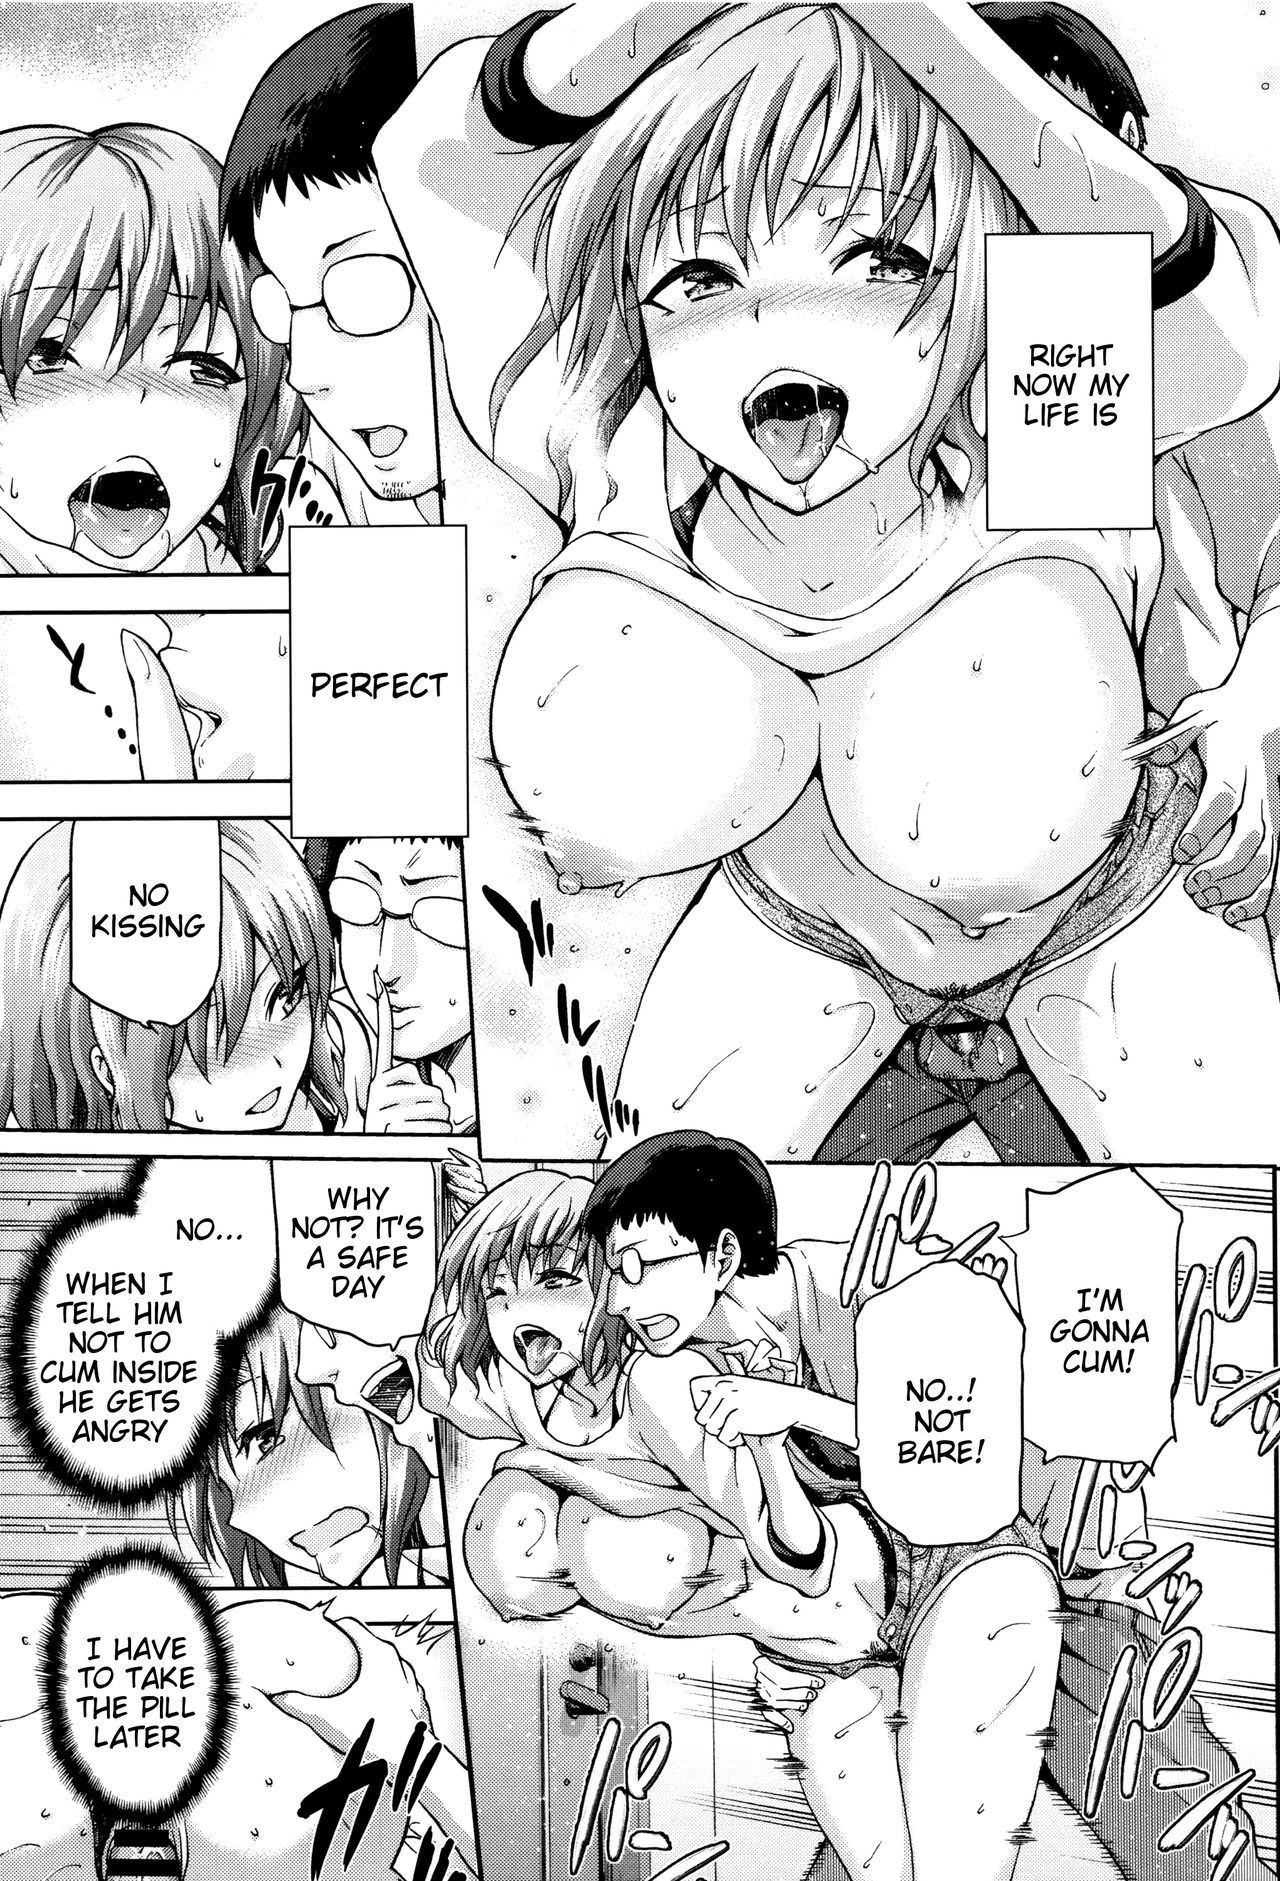 RIGHT
NOW MY
LIFE IS
PERFECT
NO
KISSING
I'M
GONNA
CUM!
NO..!
NOT
BARE!
WHY
NOT? IT'S
A SAFE
DAY
NO...
WHEN I
TELL HIM
NOT TO
CUM INSIDE
HE GETS
ANGRY
I HAVE
TO TAKE
THE PILL
LATER